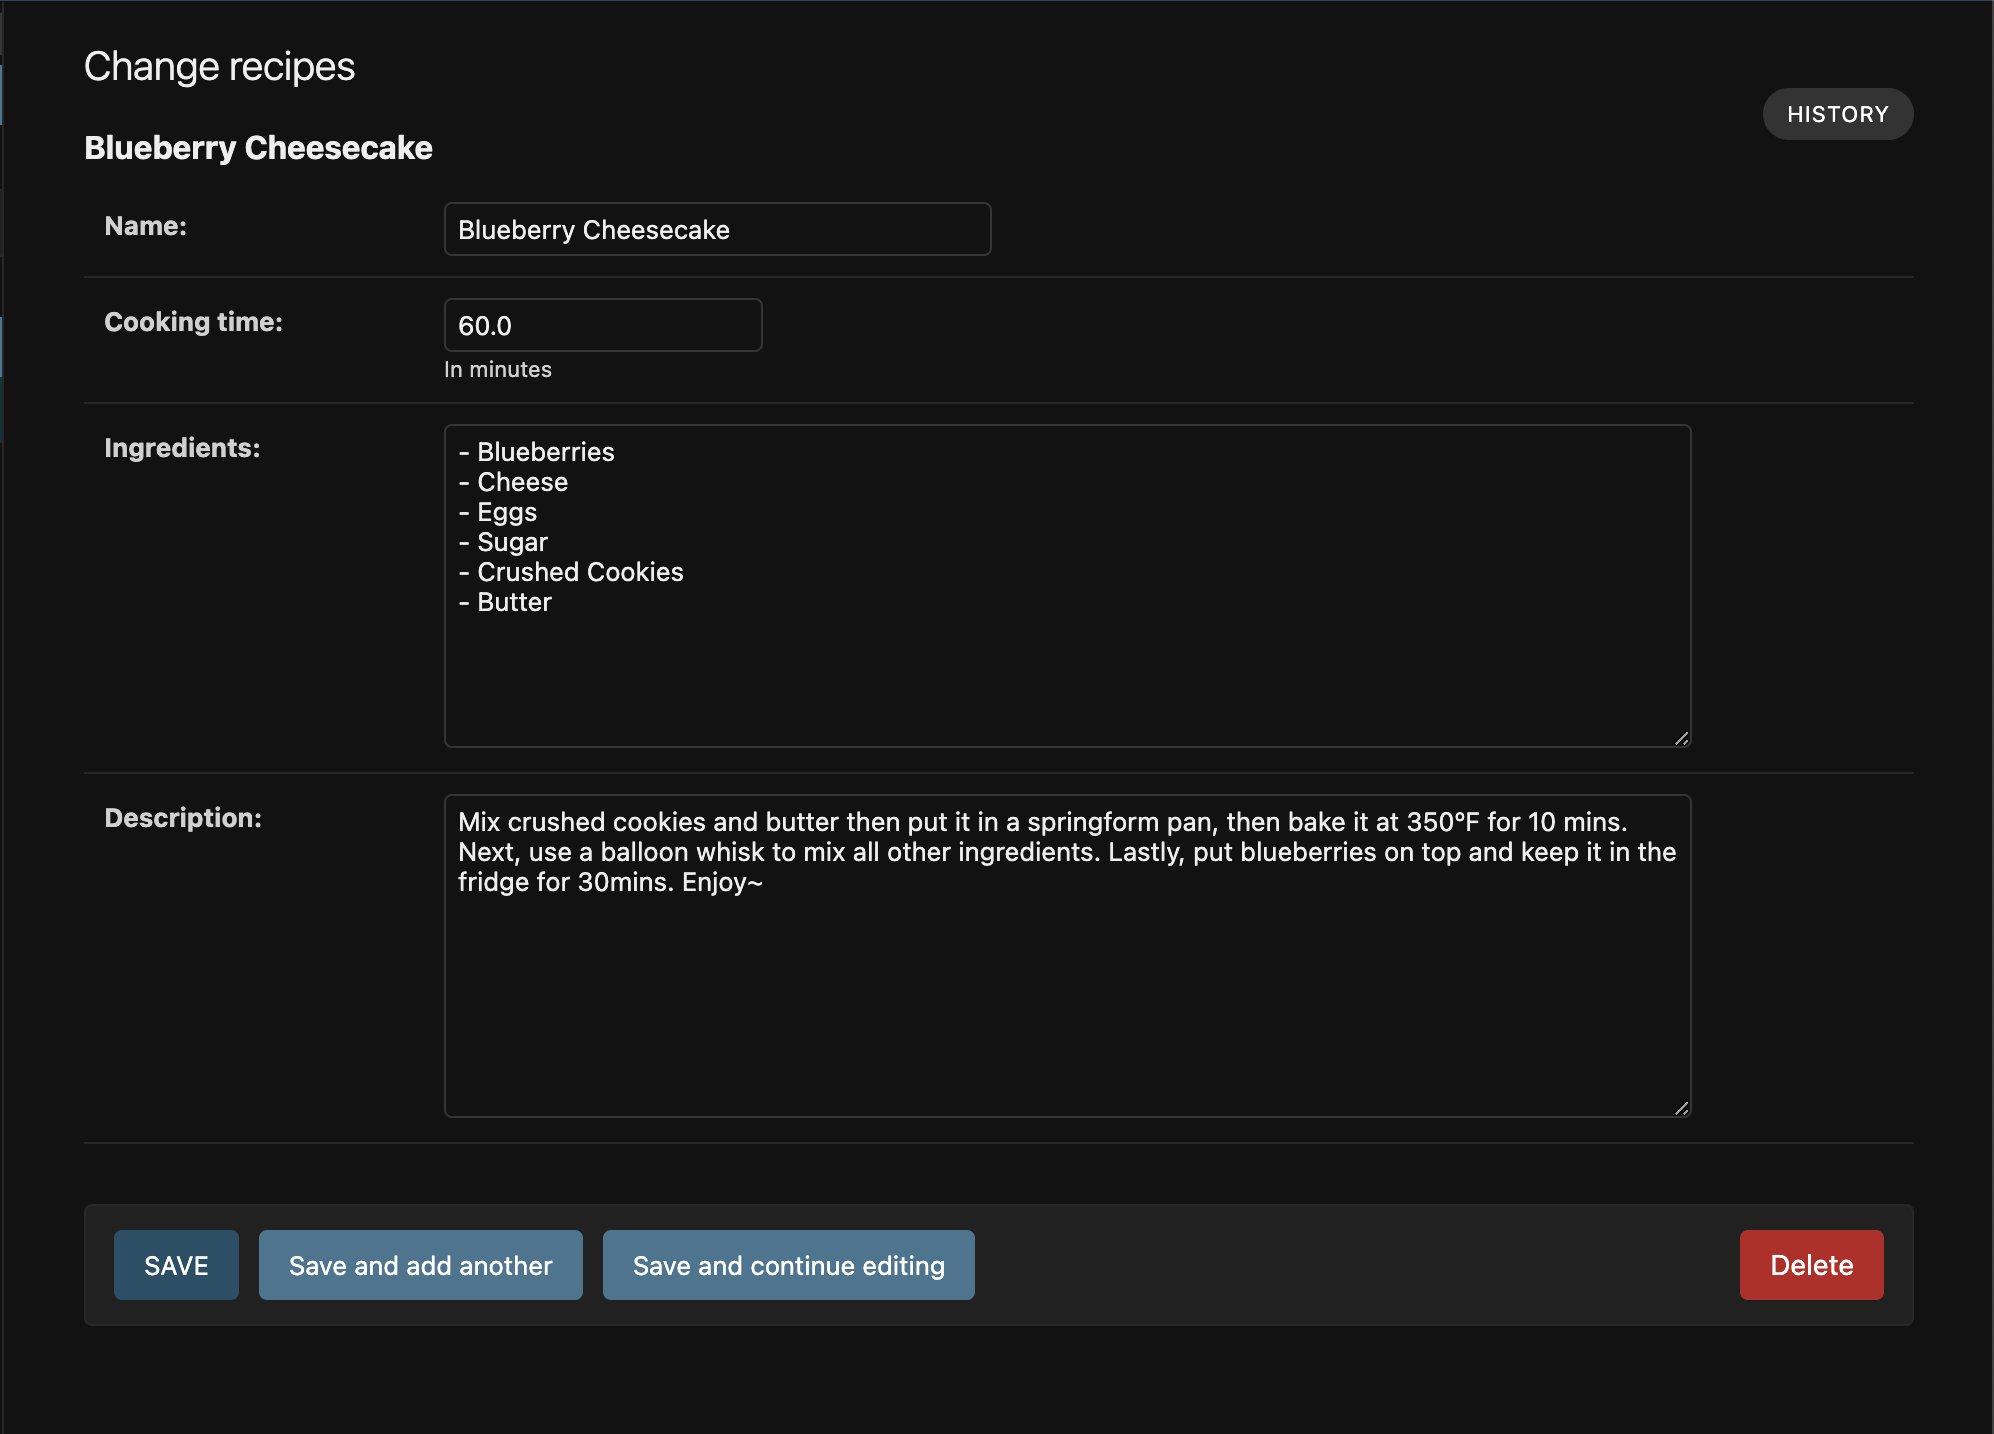 Change recipes
HISTORY
Blueberry Cheesecake
Name:
Blueberry Cheesecake
Cooking time:
60.0
In minutes
Ingredients:
- Blueberries
- Cheese
- Eggs
- Sugar
- Crushed Cookies
- Butter
Description:
Mix crushed cookies and butter then put it in a springform pan, then bake it at 350°F for 10 mins.
Next, use a balloon whisk to mix all other ingredients. Lastly, put blueberries on top and keep it in the
fridge for 30mins. Enjoy~
SAVE
Save and add another
Save and continue editing
Delete